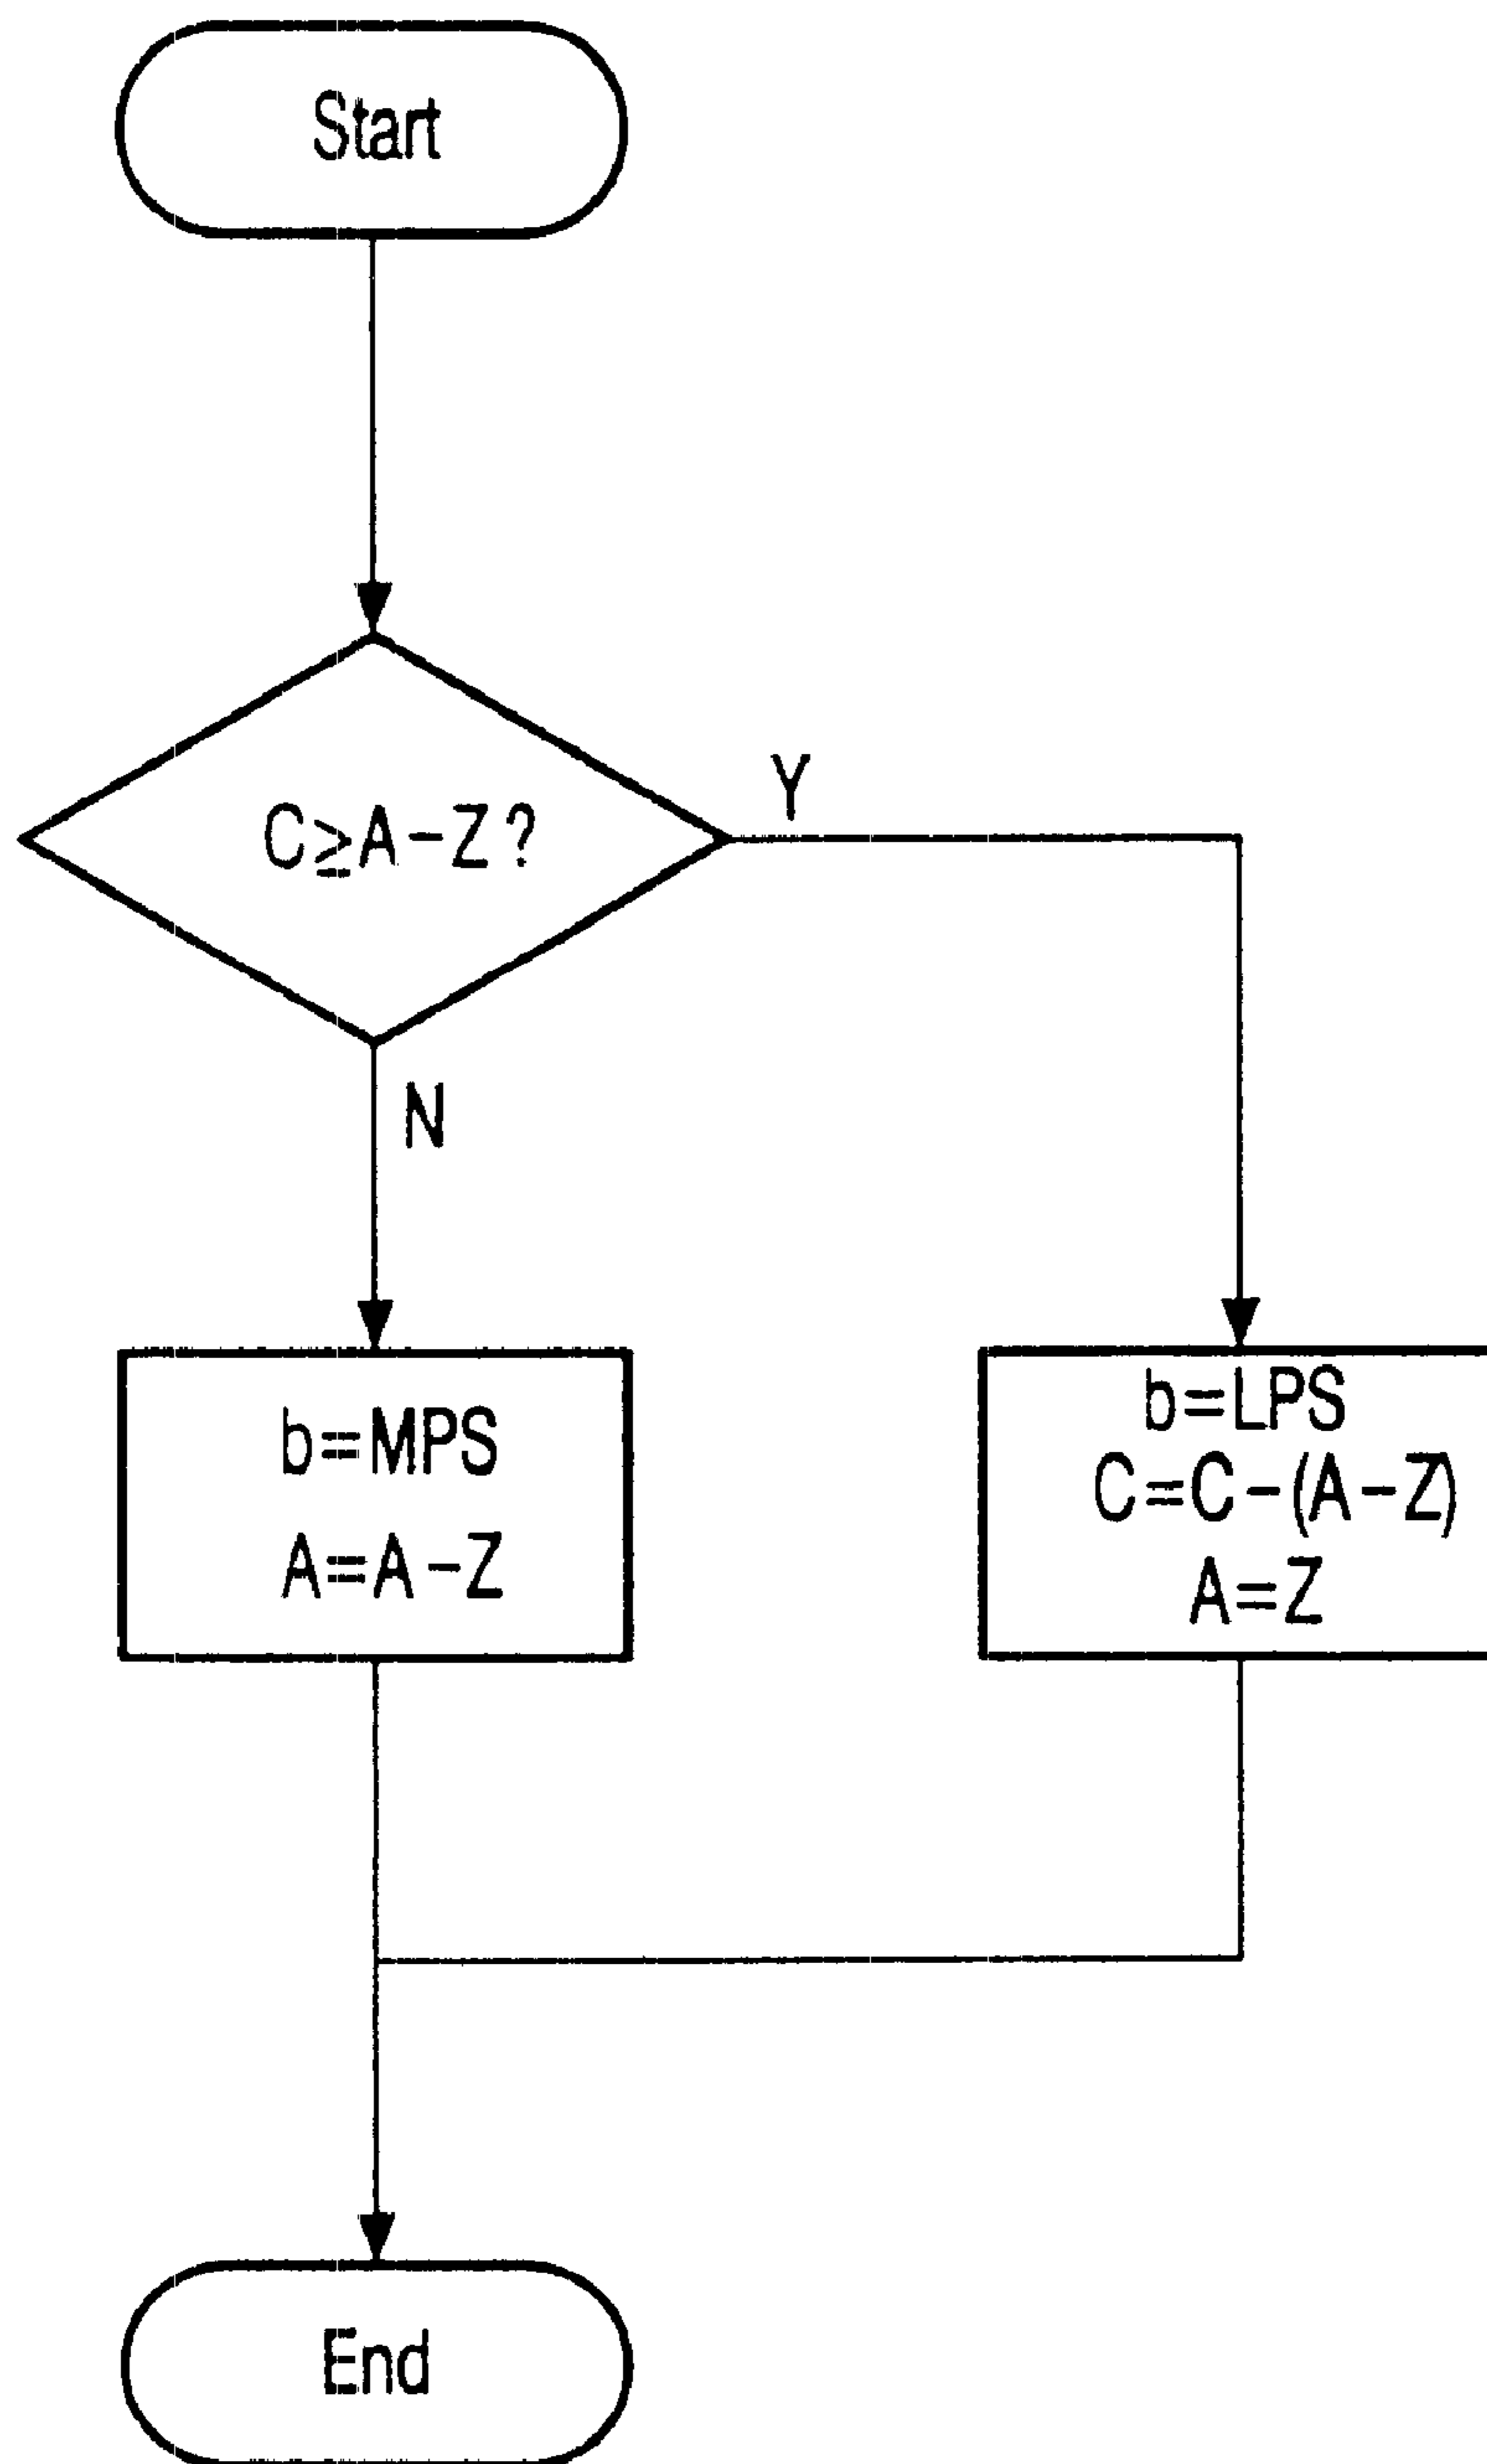 Start
C≧A-Z?
Y
N
b=MPS
A=A-Z
b=LPS
C=C-(A-Z)
A=Z
End